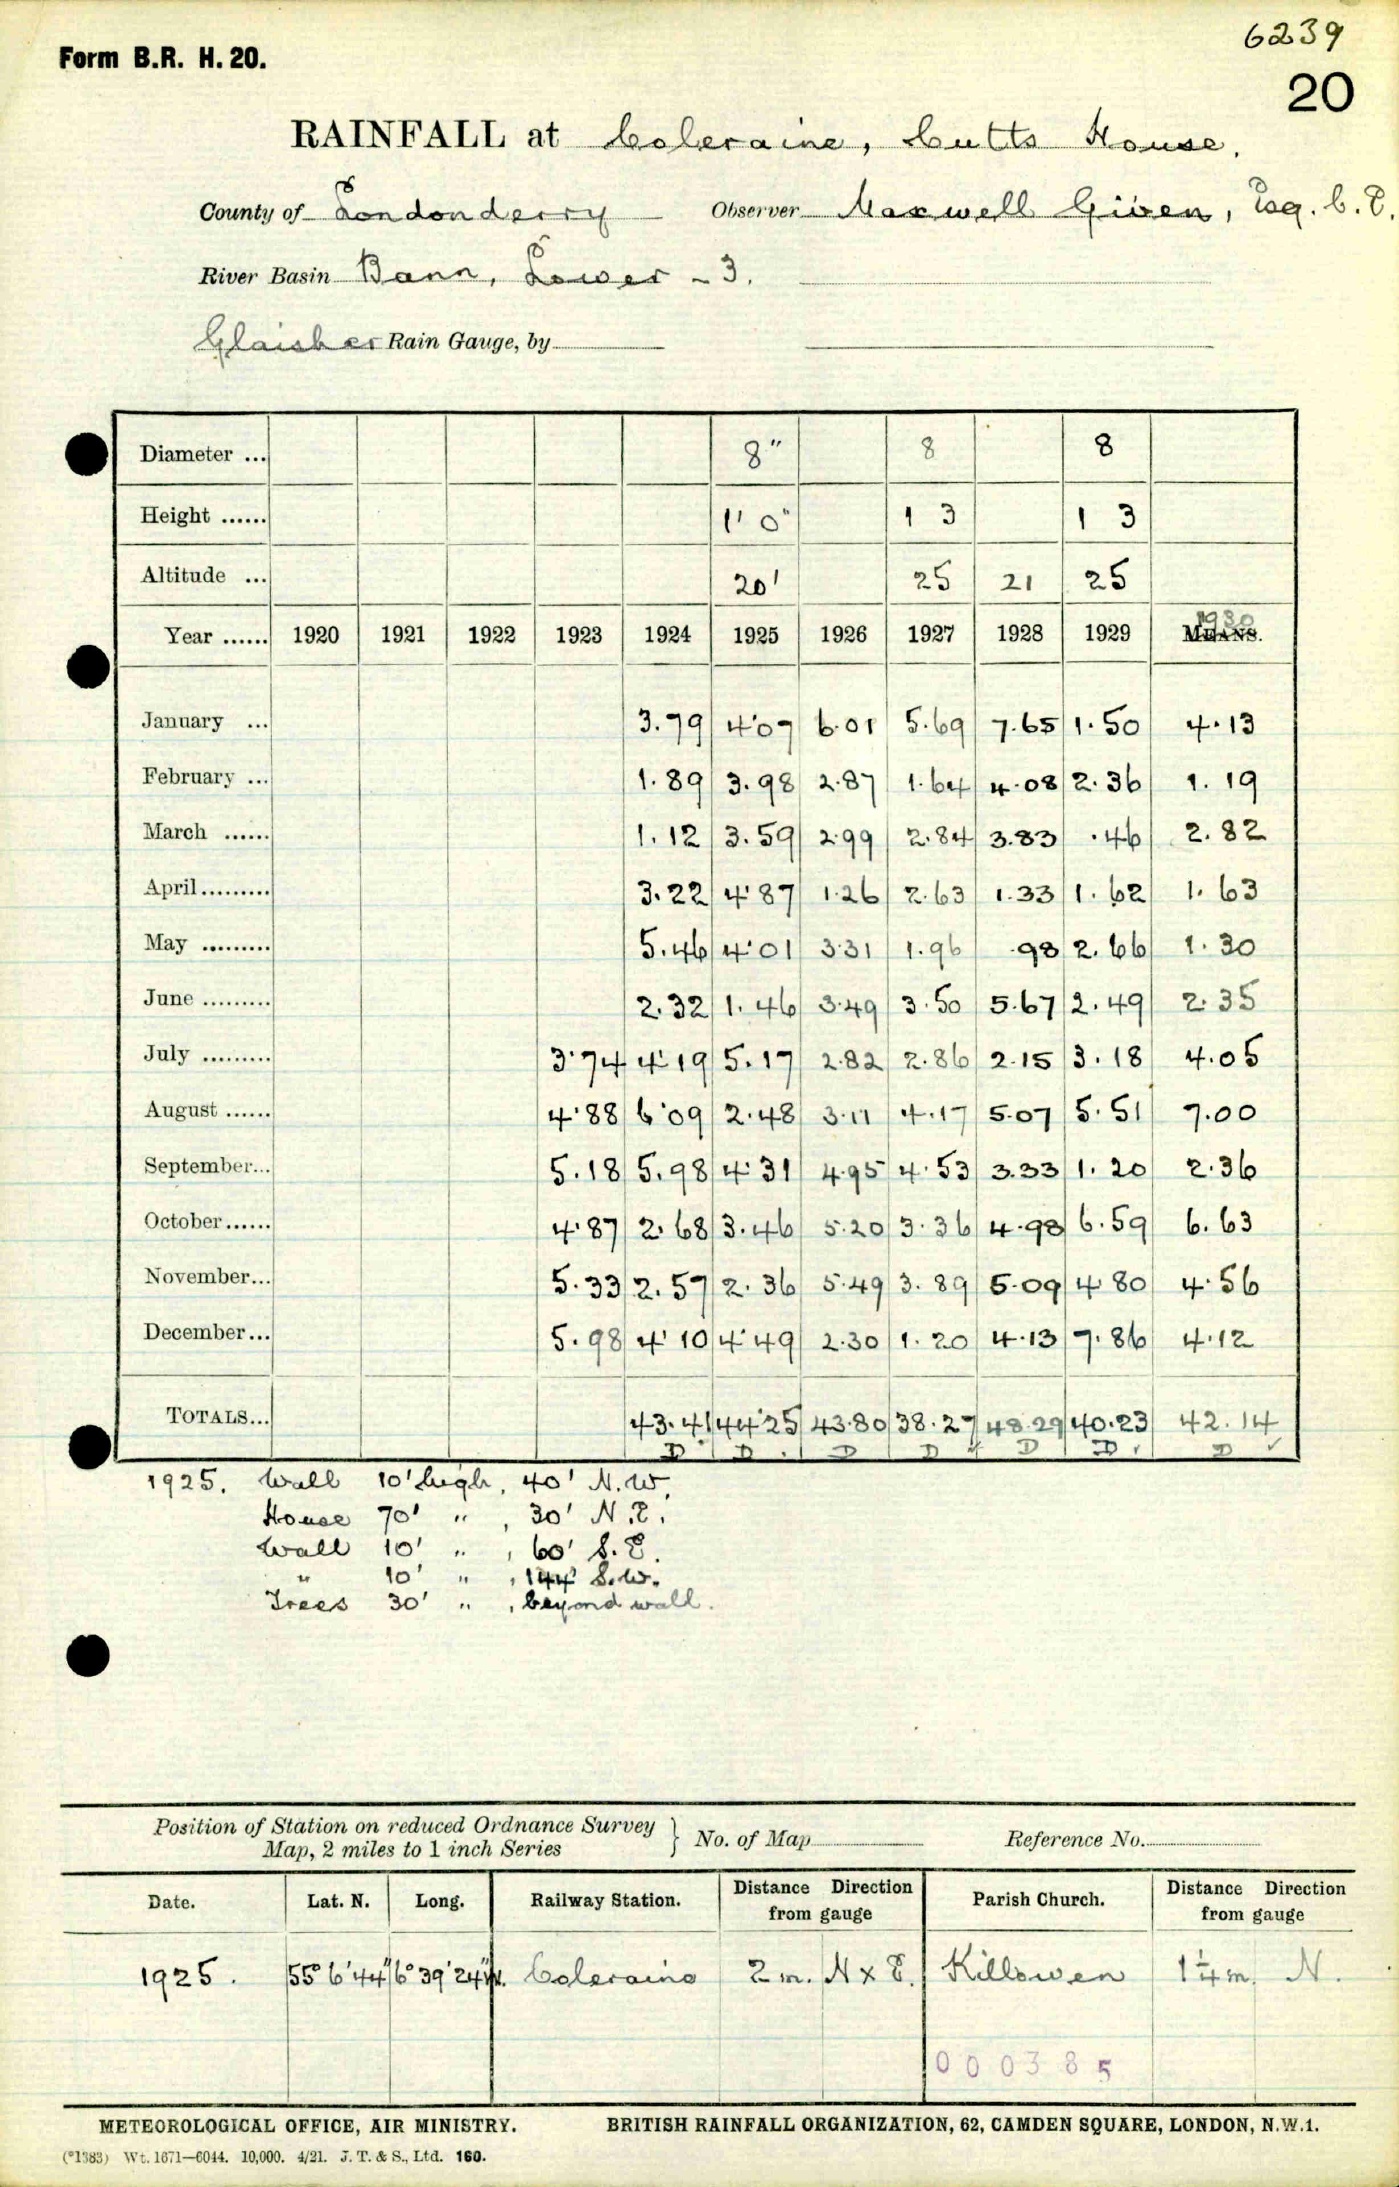 6239
Form B.R. H. 20.
20
RAINFALL at Coleraine, Cutts House.
County of Londonderry Observer Maxwell Given, Esq. C.E.
River Basin Bann, Lower - 3.
Glaisher Rain Gauge, by
Diameter ... 8" 8 8
Height ...... 1' 0" 1 3 1 3
Altitude ... 20' 25 21 25
Year ...... 1920 1921 1922 1923 1924 1925 1926 1927 1928 1929 1930 MEANS.
January ... 3.79 4.07 6.01 5.69 7.65 1.50 4.13
February ... 1.89 3.98 2.87 1.64 4.08 2.36 1.19
March ...... 1.12 3.59 2.99 2.84 3.83 .46 2.82
April ......... 3.22 4.87 1.26 2.63 1.33 1.62 1.63
May ......... 5.46 4.01 3.31 1.96 .98 2.66 1.30
June ......... 2.32 1.46 3.49 3.50 5.67 2.49 2.35
July ......... 3.74 4.19 5.17 2.82 2.86 2.15 3.18 4.05
August ...... 4.88 6.09 2.48 3.11 4.17 5.07 5.51 7.00
September... 5.18 5.98 4.31 4.95 4.53 3.33 1.20 2.36
October...... 4.87 2.68 3.46 5.20 3.36 4.98 6.59 6.63
November... 5.33 2.57 2.36 5.49 3.89 5.09 4.80 4.56
December... 5.98 4.10 4.49 2.30 1.20 4.13 7.86 4.12
TOTALS... 43.41 44.25 43.80 38.27 48.29 40.23 42.14
D D D D D D D
1925. Wall 10' high, 40' N.W.
House 70' " , 30' N.E.
Wall 10' " , 60' S.E.
" 10' " , 144' S.W.
Trees 30' " , beyond wall.
Position of Station on reduced Ordnance Survey
Map, 2 miles to 1 inch Series } No. of Map Reference No.
Date. Lat. N. Long. Railway Station. Distance Direction from gauge Parish Church. Distance Direction from gauge
1925. 55° 6' 44" 6° 39' 24" W. Coleraine 2 m. N x E. Killowen 1¼ m. N.
000385
METEOROLOGICAL OFFICE, AIR MINISTRY. BRITISH RAINFALL ORGANIZATION, 62, CAMDEN SQUARE, LONDON, N.W.1.
(*1383) Wt. 1671—6044. 10,000. 4/21. J. T. & S., Ltd. 160.